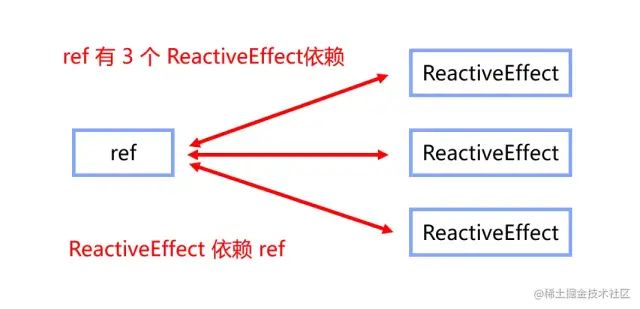 ref 有 3 个 ReactiveEffect依赖
ReactiveEffect
ref
ReactiveEffect
ReactiveEffect
ReactiveEffect 依赖 ref
@稀土掘金技术社区